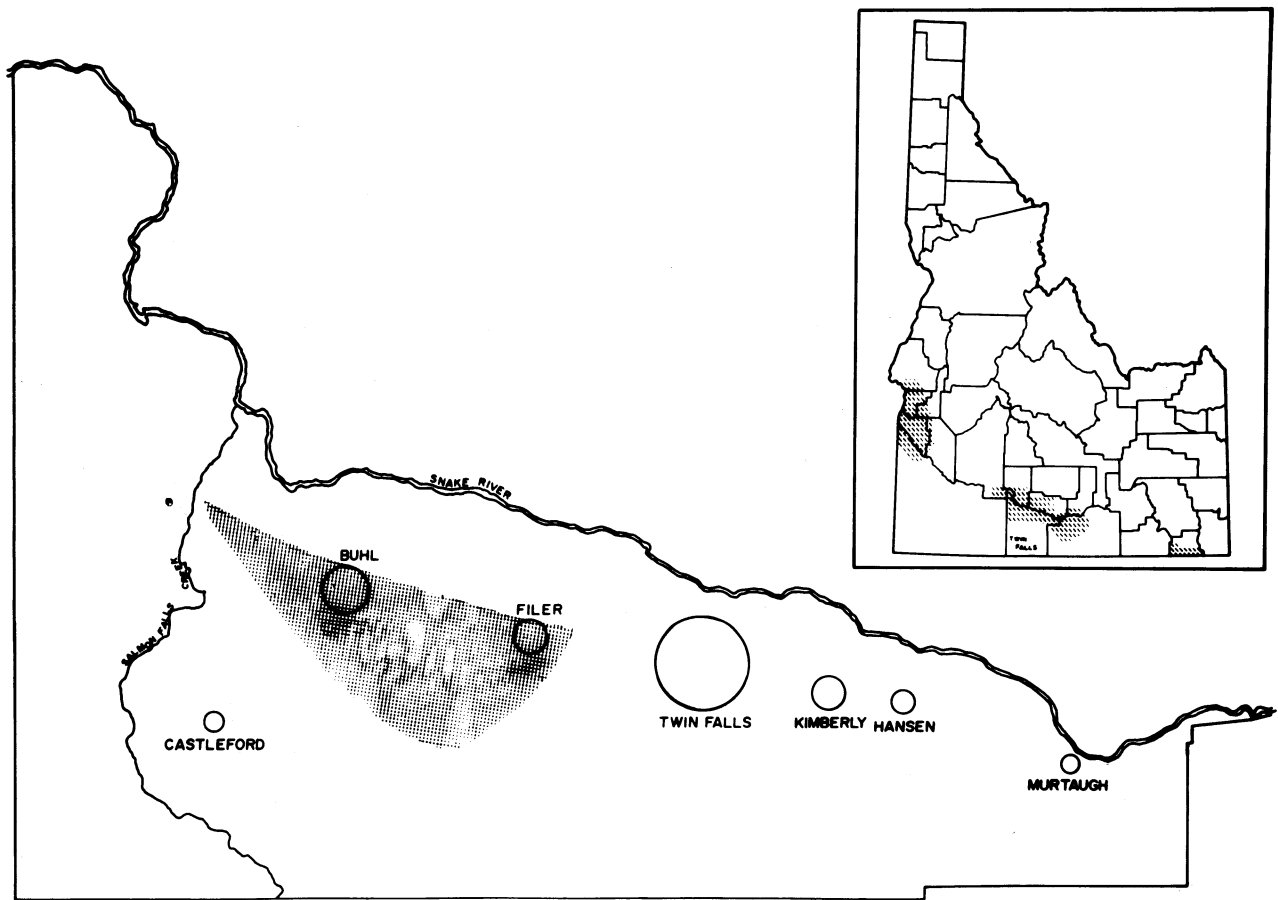 SNAKE RIVER
BUHL
FILER
CREEK
SALMON FALLS
CASTLEFORD
TWIN FALLS
KIMBERLY
HANSEN
MURTAUGH
TWIN
FALLS